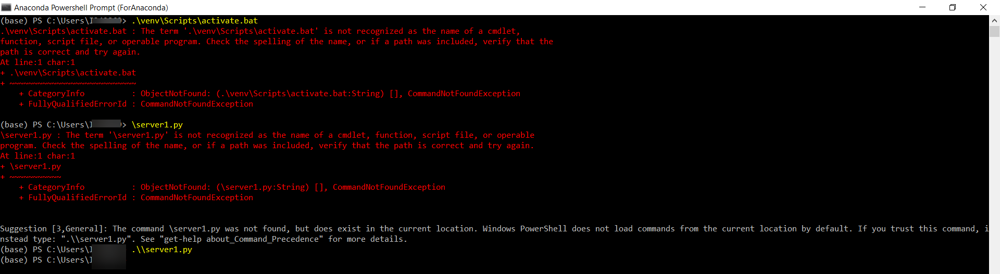 Anaconda Powershell Prompt (ForAnaconda)
(base) PS C:\Users\ > .\venv\Scripts\activate.bat
.\venv\Scripts\activate.bat : The term '.\venv\Scripts\activate.bat' is not recognized as the name of a cmdlet,
function, script file, or operable program. Check the spelling of the name, or if a path was included, verify that the
path is correct and try again.
At line:1 char:1
+ .\venv\Scripts\activate.bat
+ ~~~~~~~~~~~~~~~~~~~~~~~~~~~
    + CategoryInfo          : ObjectNotFound: (.\venv\Scripts\activate.bat:String) [], CommandNotFoundException
    + FullyQualifiedErrorId : CommandNotFoundException
(base) PS C:\Users\ > \server1.py
\server1.py : The term '\server1.py' is not recognized as the name of a cmdlet, function, script file, or operable
program. Check the spelling of the name, or if a path was included, verify that the path is correct and try again.
At line:1 char:1
+ \server1.py
+ ~~~~~~~~~~~
    + CategoryInfo          : ObjectNotFound: (\server1.py:String) [], CommandNotFoundException
    + FullyQualifiedErrorId : CommandNotFoundException
Suggestion [3,General]: The command \server1.py was not found, but does exist in the current location. Windows PowerShell does not load commands from the current location by default. If you trust this command, i
nstead type: ".\\server1.py". See "get-help about_Command_Precedence" for more details.
(base) PS C:\Users\ .\\server1.py
(base) PS C:\Users\